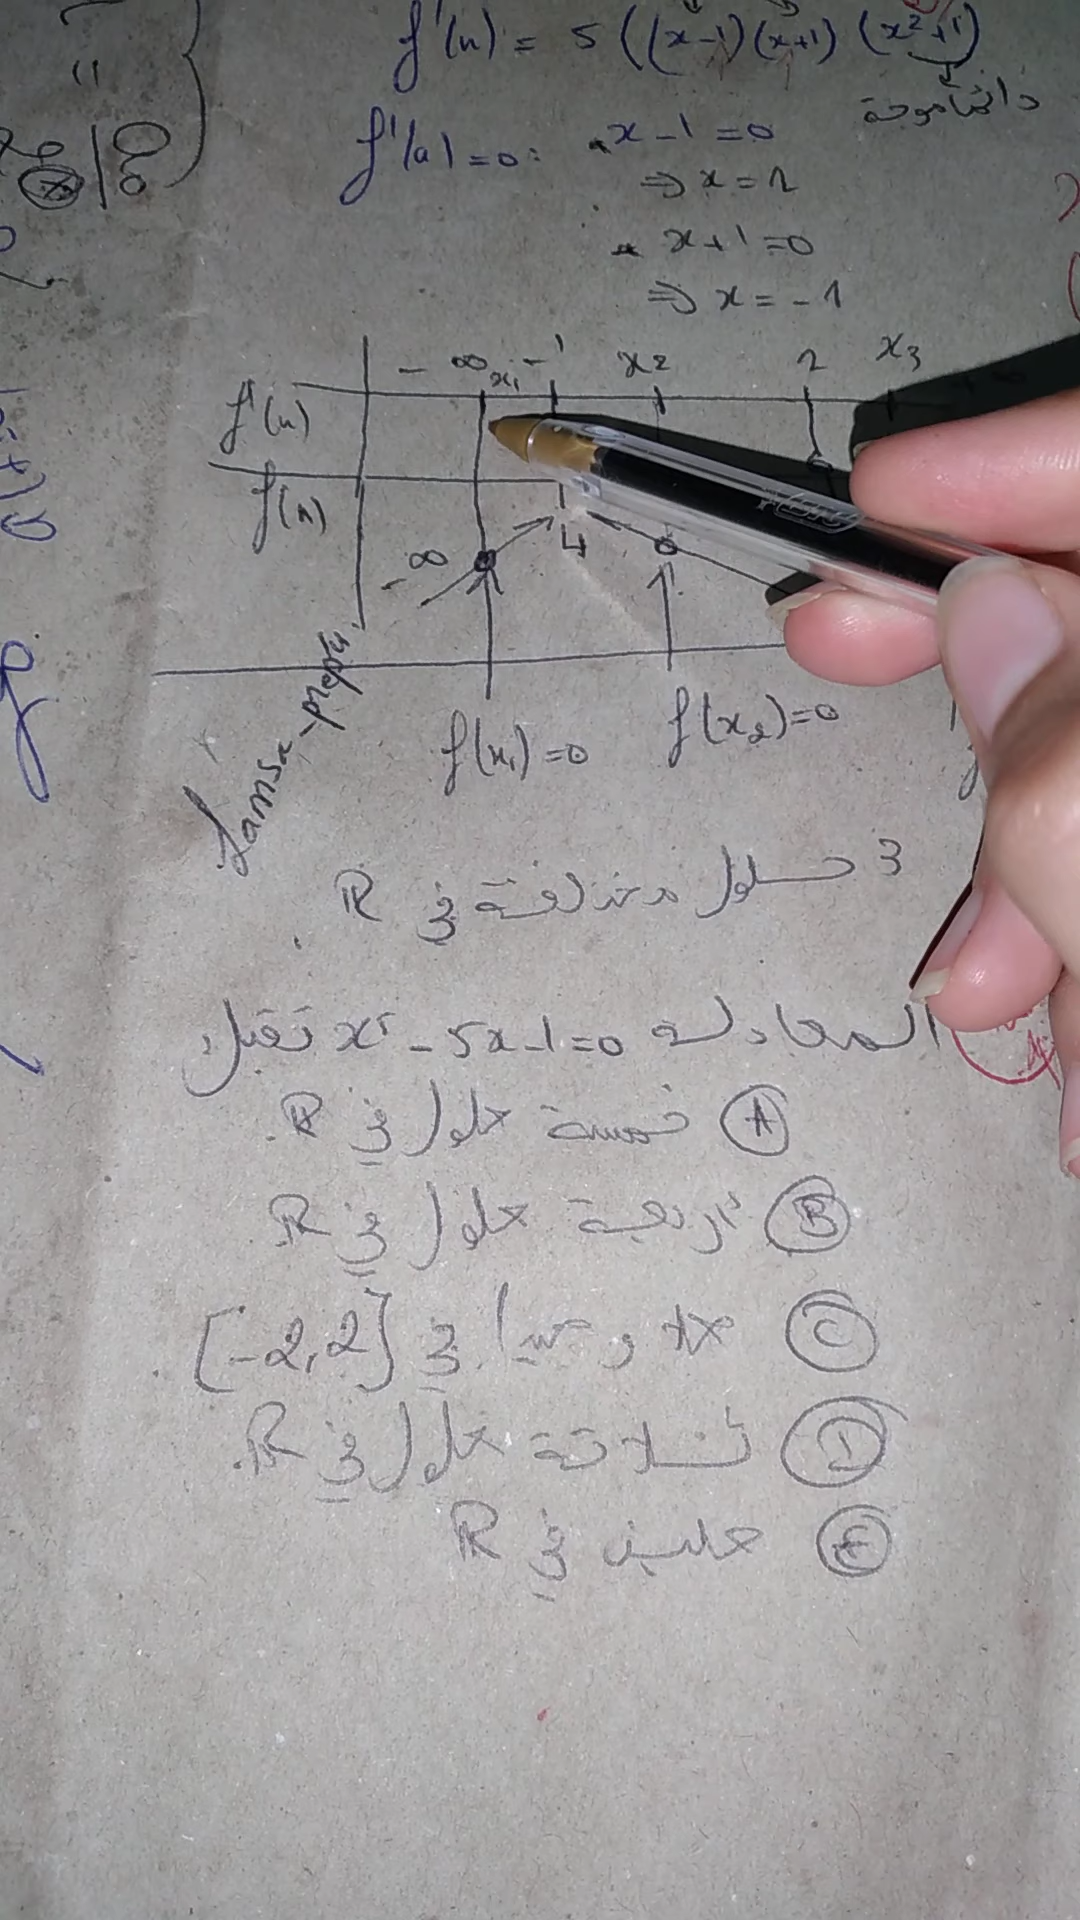 f'(x) = 5 ((x-1)(x+1) (x²+1)
f'(x)=0: x-1=0
⇒ x=1
x+1=0
⇒ x=-1
-∞ x₁ -1 x₂ 1 x₃
f'(x)
f(x)
-∞ 4
f(x₁)=0 f(x₂)=0
Lamsa-prepa
3 حلول مختلفة في R
المعادلة x⁵-5x-1=0 تقبل
A خمسة حلول في R.
B أربعة حلول في R
C حلا وحيدا في [-2,2]
D ثلاثة حلول في R.
E حلين في R